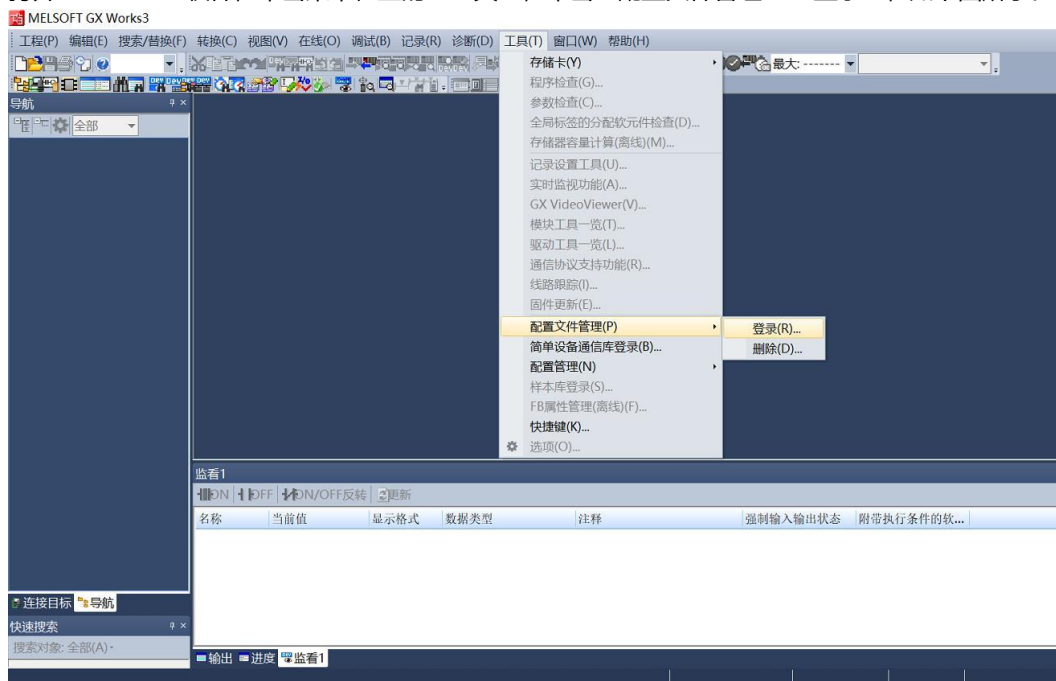 MELSOFT GX Works3
工程(P) 编辑(E) 搜索/替换(F) 转换(C) 视图(V) 在线(O) 调试(B) 记录(R) 诊断(D) 工具(T) 窗口(W) 帮助(H)
最大: -------
导航
全部
存储卡(Y)
程序检查(G)...
参数检查(C)...
全局标签的分配软元件检查(D)...
存储器容量计算(离线)(M)...
记录设置工具(U)...
实时监视功能(A)...
GX VideoViewer(V)...
模块工具一览(T)...
驱动工具一览(L)...
通信协议支持功能(R)...
线路跟踪(I)...
固件更新(E)...
配置文件管理(P)
登录(R)...
简单设备通信库登录(B)...
删除(D)...
配置管理(N)
样本库登录(S)...
FB属性管理(离线)(F)...
快捷键(K)...
选项(O)...
监看1
ON OFF ON/OFF反转 更新
名称 当前值 显示格式 数据类型 注释 强制输入输出状态 附带执行条件的软...
连接目标 导航
快速搜索
搜索对象: 全部(A)
输出 进度 监看1